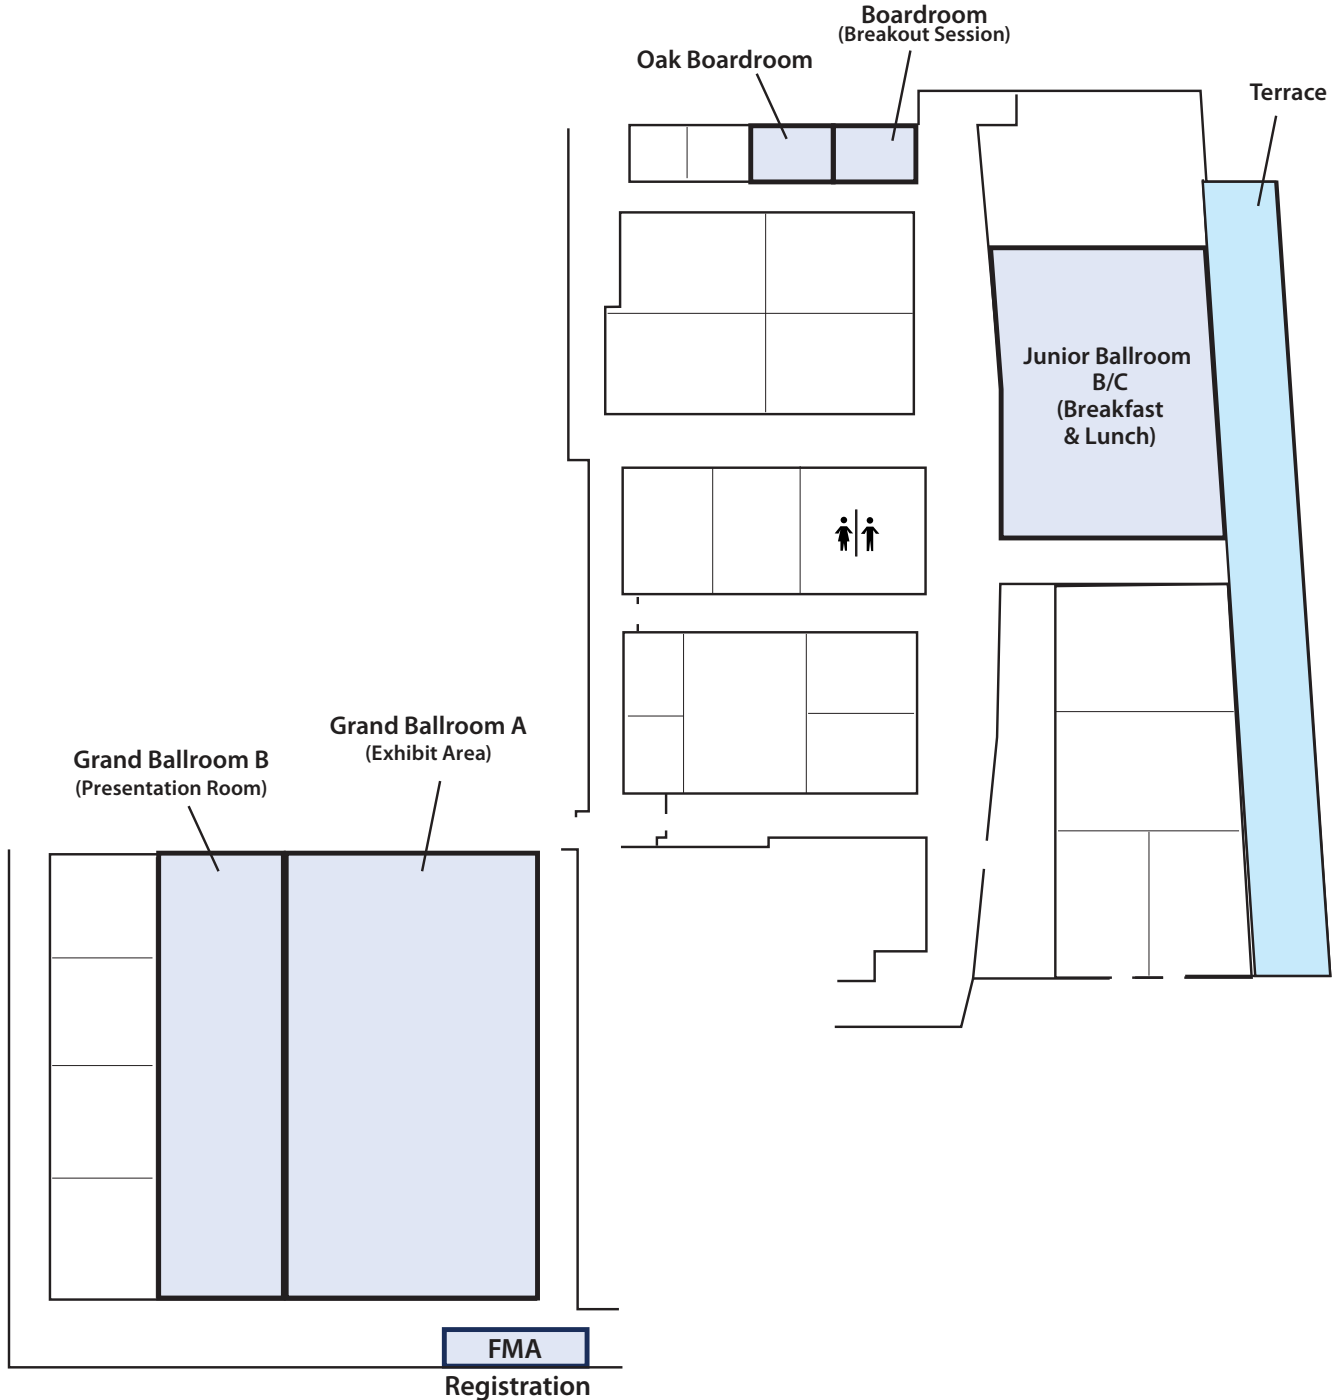 Boardroom
(Breakout Session)
Oak Boardroom
Terrace
Junior Ballroom
B/C
(Breakfast
& Lunch)
Grand Ballroom A
(Exhibit Area)
Grand Ballroom B
(Presentation Room)
FMA
Registration